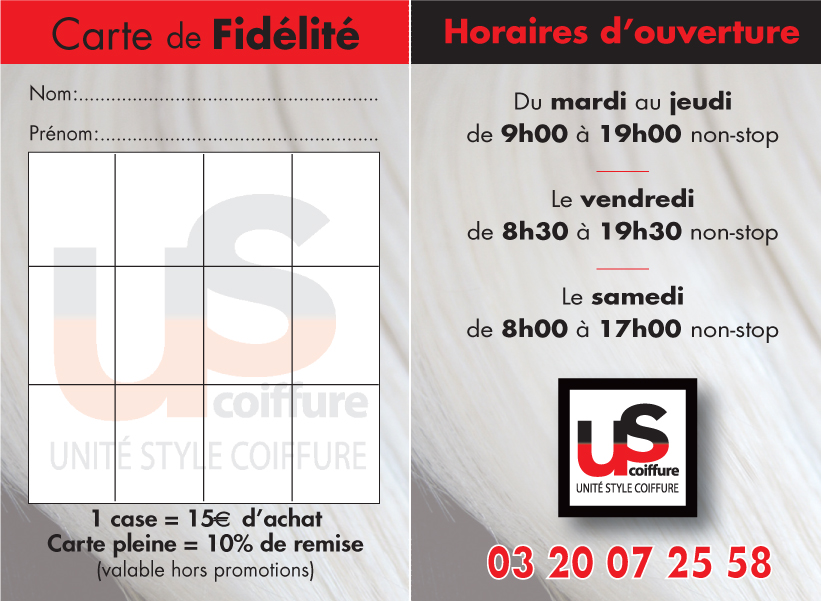 Carte de Fidélité
Nom:.......................................................
Prénom:...................................................
us
coiffure
UNITÉ STYLE COIFFURE
1 case = 15€ d'achat
Carte pleine = 10% de remise
(valable hors promotions)
Horaires d'ouverture
Du mardi au jeudi
de 9h00 à 19h00 non-stop
Le vendredi
de 8h30 à 19h30 non-stop
Le samedi
de 8h00 à 17h00 non-stop
us
coiffure
UNITÉ STYLE COIFFURE
03 20 07 25 58